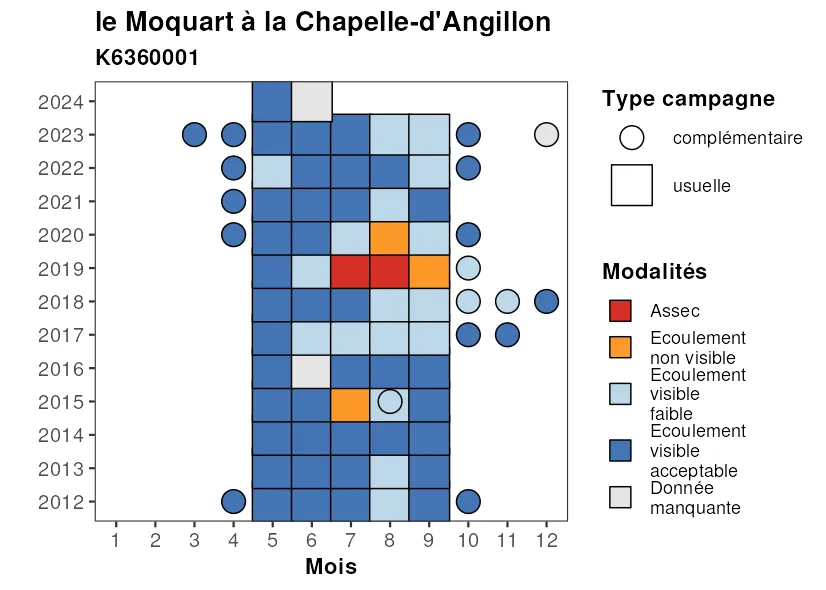 le Moquart à la Chapelle-d'Angillon
K6360001
2024
2023
2022
2021
2020
2019
2018
2017
2016
2015
2014
2013
2012
1 2 3 4 5 6 7 8 9 10 11 12
Mois
Type campagne
complémentaire
usuelle
Modalités
Assec
Ecoulement
non visible
Ecoulement
visible
faible
Ecoulement
visible
acceptable
Donnée
manquante